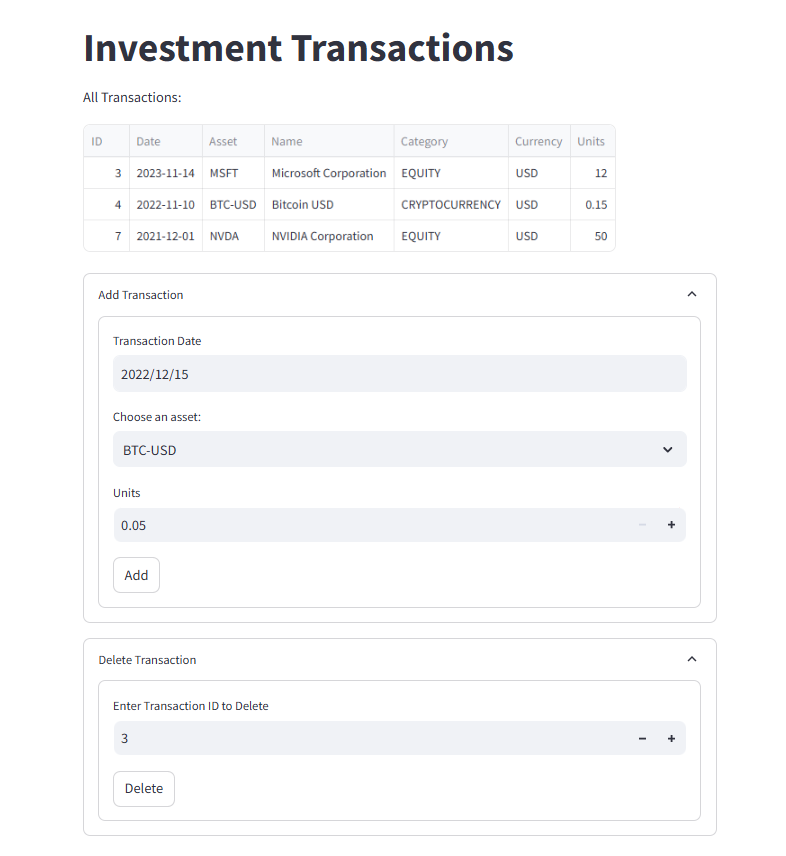 Investment Transactions
All Transactions:
ID Date Asset Name Category Currency Units
3 2023-11-14 MSFT Microsoft Corporation EQUITY USD 12
4 2022-11-10 BTC-USD Bitcoin USD CRYPTOCURRENCY USD 0.15
7 2021-12-01 NVDA NVIDIA Corporation EQUITY USD 50
Add Transaction
Transaction Date
2022/12/15
Choose an asset:
BTC-USD
Units
0.05
Add
Delete Transaction
Enter Transaction ID to Delete
3
Delete